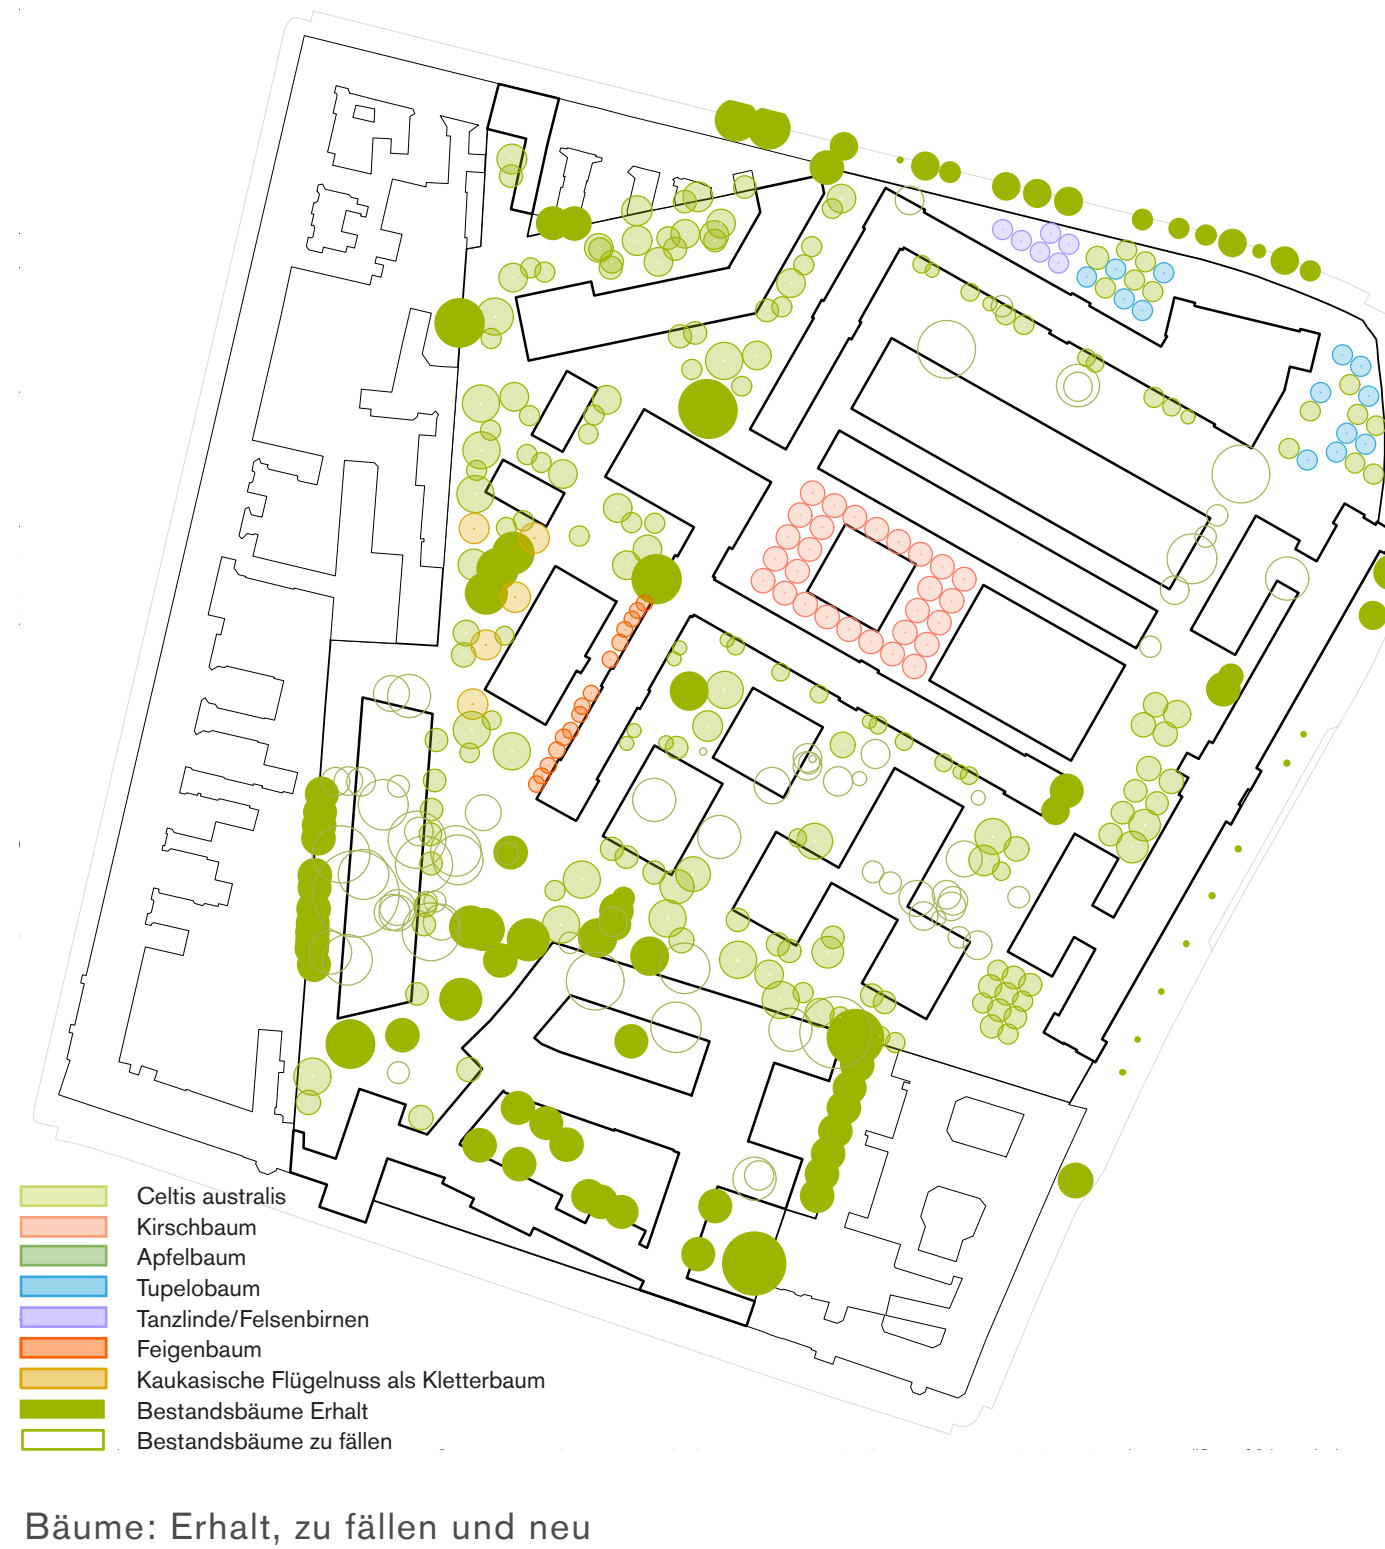 Celtis australis
Kirschbaum
Apfelbaum
Tupelobaum
Tanzlinde/Felsenbirnen
Feigenbaum
Kaukasische Flügelnuss als Kletterbaum
Bestandsbäume Erhalt
Bestandsbäume zu fällen
Bäume: Erhalt, zu fällen und neu